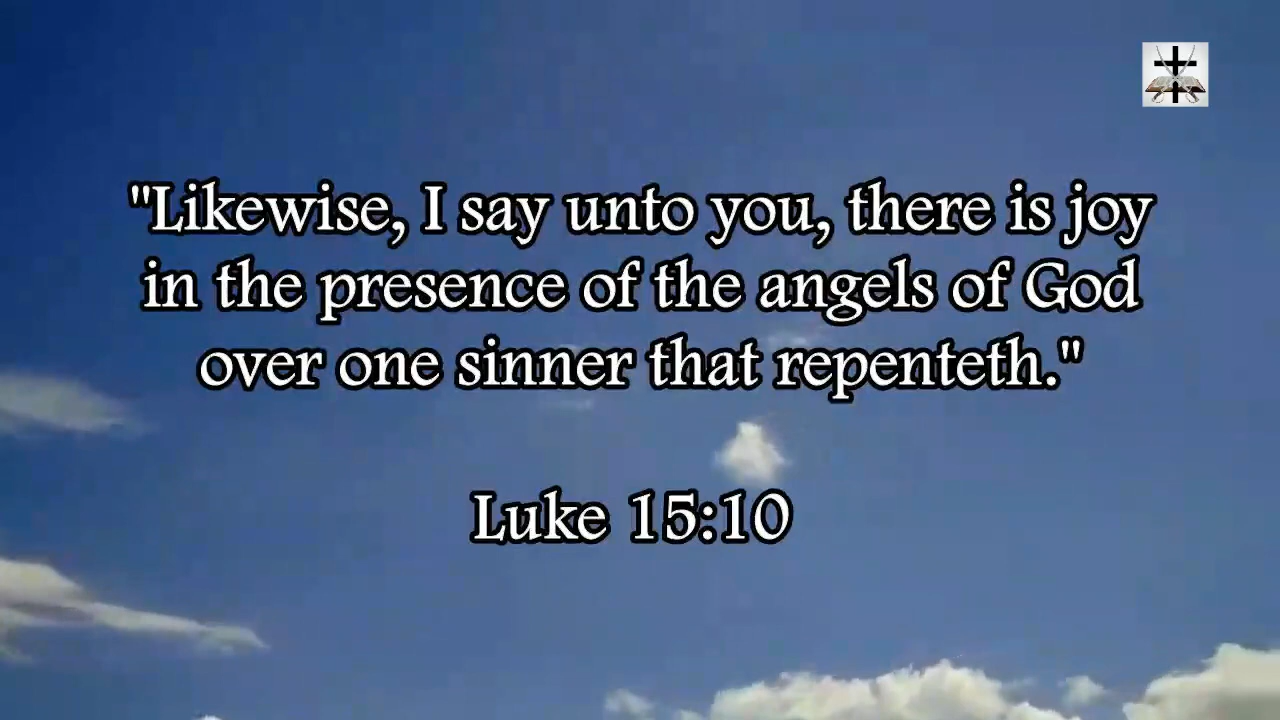 "Likewise, I say unto you, there is joy
in the presence of the angels of God
over one sinner that repenteth."
Luke 15:10